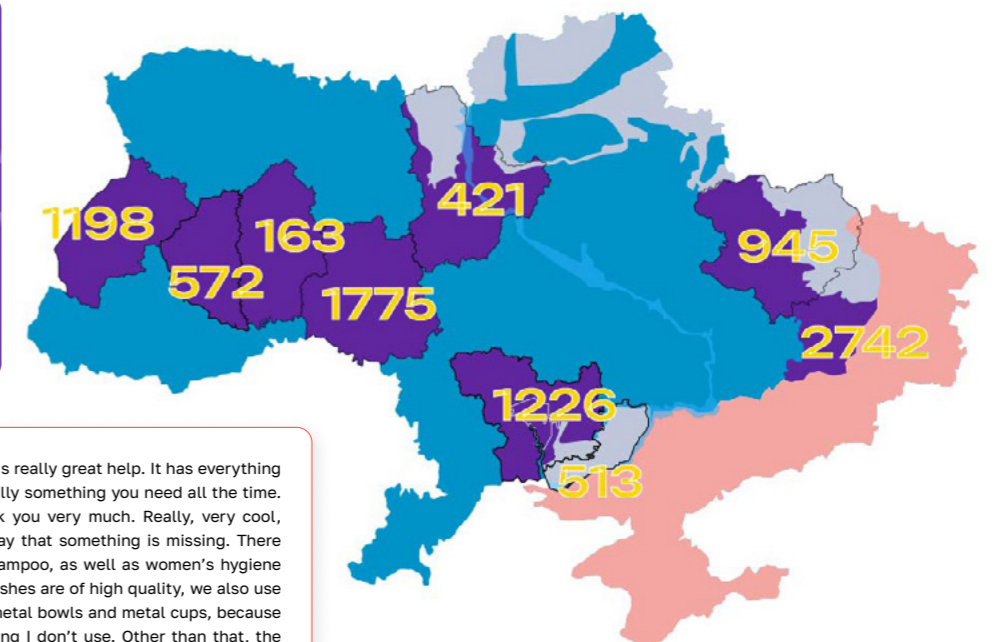 1198
421
163
945
572
1775
2742
1226
513
s really great help. It has everything
lly something you need all the time.
k you very much. Really, very cool,
ay that something is missing. There
ampoo, as well as women's hygiene
shes are of high quality, we also use
netal bowls and metal cups, because
ng I don't use. Other than that, the